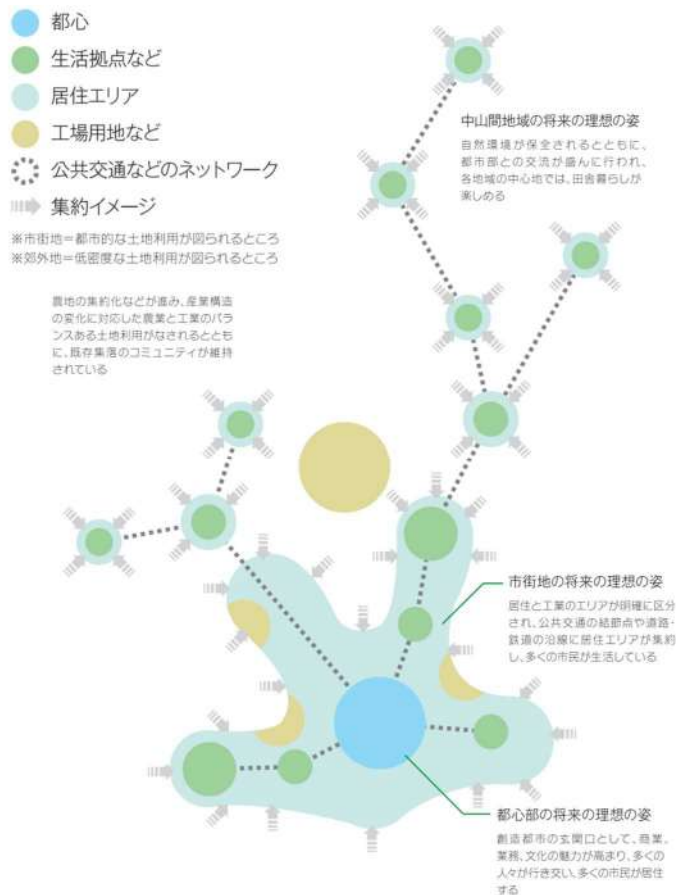 都心
生活拠点など
居住エリア
工場用地など
公共交通などのネットワーク
集約イメージ
※市街地=都市的な土地利用が図られるところ
※郊外地=低密度な土地利用が図られるところ
農地の集約化などが進み、産業構造
の変化に対応した農業と工業のバラ
ンスある土地利用がなされるととも
に、既存集落のコミュニティが維持
されている
中山間地域の将来の理想の姿
自然環境が保全されるとともに、
都市部との交流が盛んに行われ、
各地域の中心地では、田舎暮らしが
楽しめる
市街地の将来の理想の姿
居住と工業のエリアが明確に区分
され、公共交通の結節点や道路・
鉄道の沿線に居住エリアが集約
し、多くの市民が生活している
都心部の将来の理想の姿
創造都市の玄関口として、商業、
業務、文化の魅力が高まり、多くの
人々が行き交い、多くの市民が居住
する